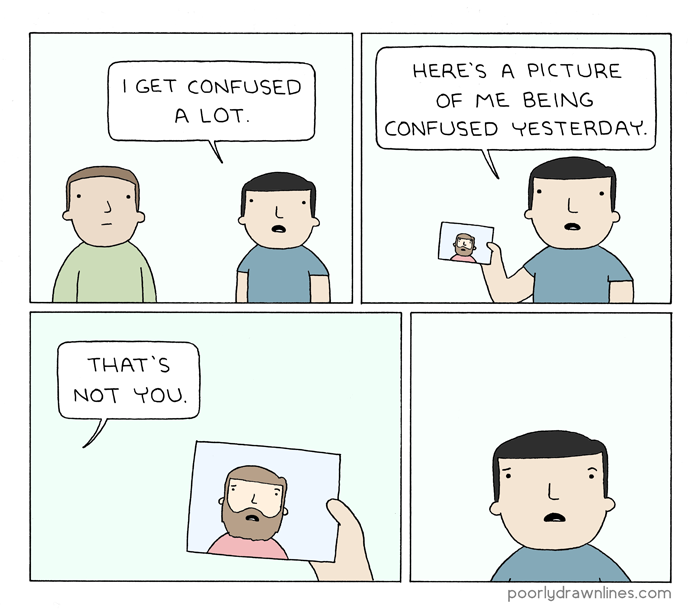 I GET CONFUSED
A LOT.
HERE'S A PICTURE
OF ME BEING
CONFUSED YESTERDAY.
THAT'S
NOT YOU.
poorlydrawnlines.com